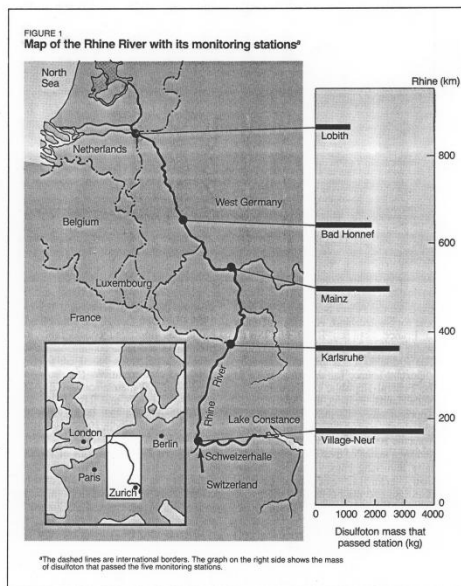 FIGURE 1
Map of the Rhine River with its monitoring stationsᵃ
North
Sea
Netherlands
Belgium
Luxembourg
France
West Germany
Rhine
River
Lake Constance
Schweizerhalle
Switzerland
London
Berlin
Paris
Zurich
Rhine (km)
Lobith
800
Bad Honnef
600
Mainz
400
Karlsruhe
200
Village-Neuf
0
0 1000 2000 3000 4000
Disulfoton mass that
passed station (kg)
ᵃThe dashed lines are international borders. The graph on the right side shows the mass
of disulfoton that passed the five monitoring stations.